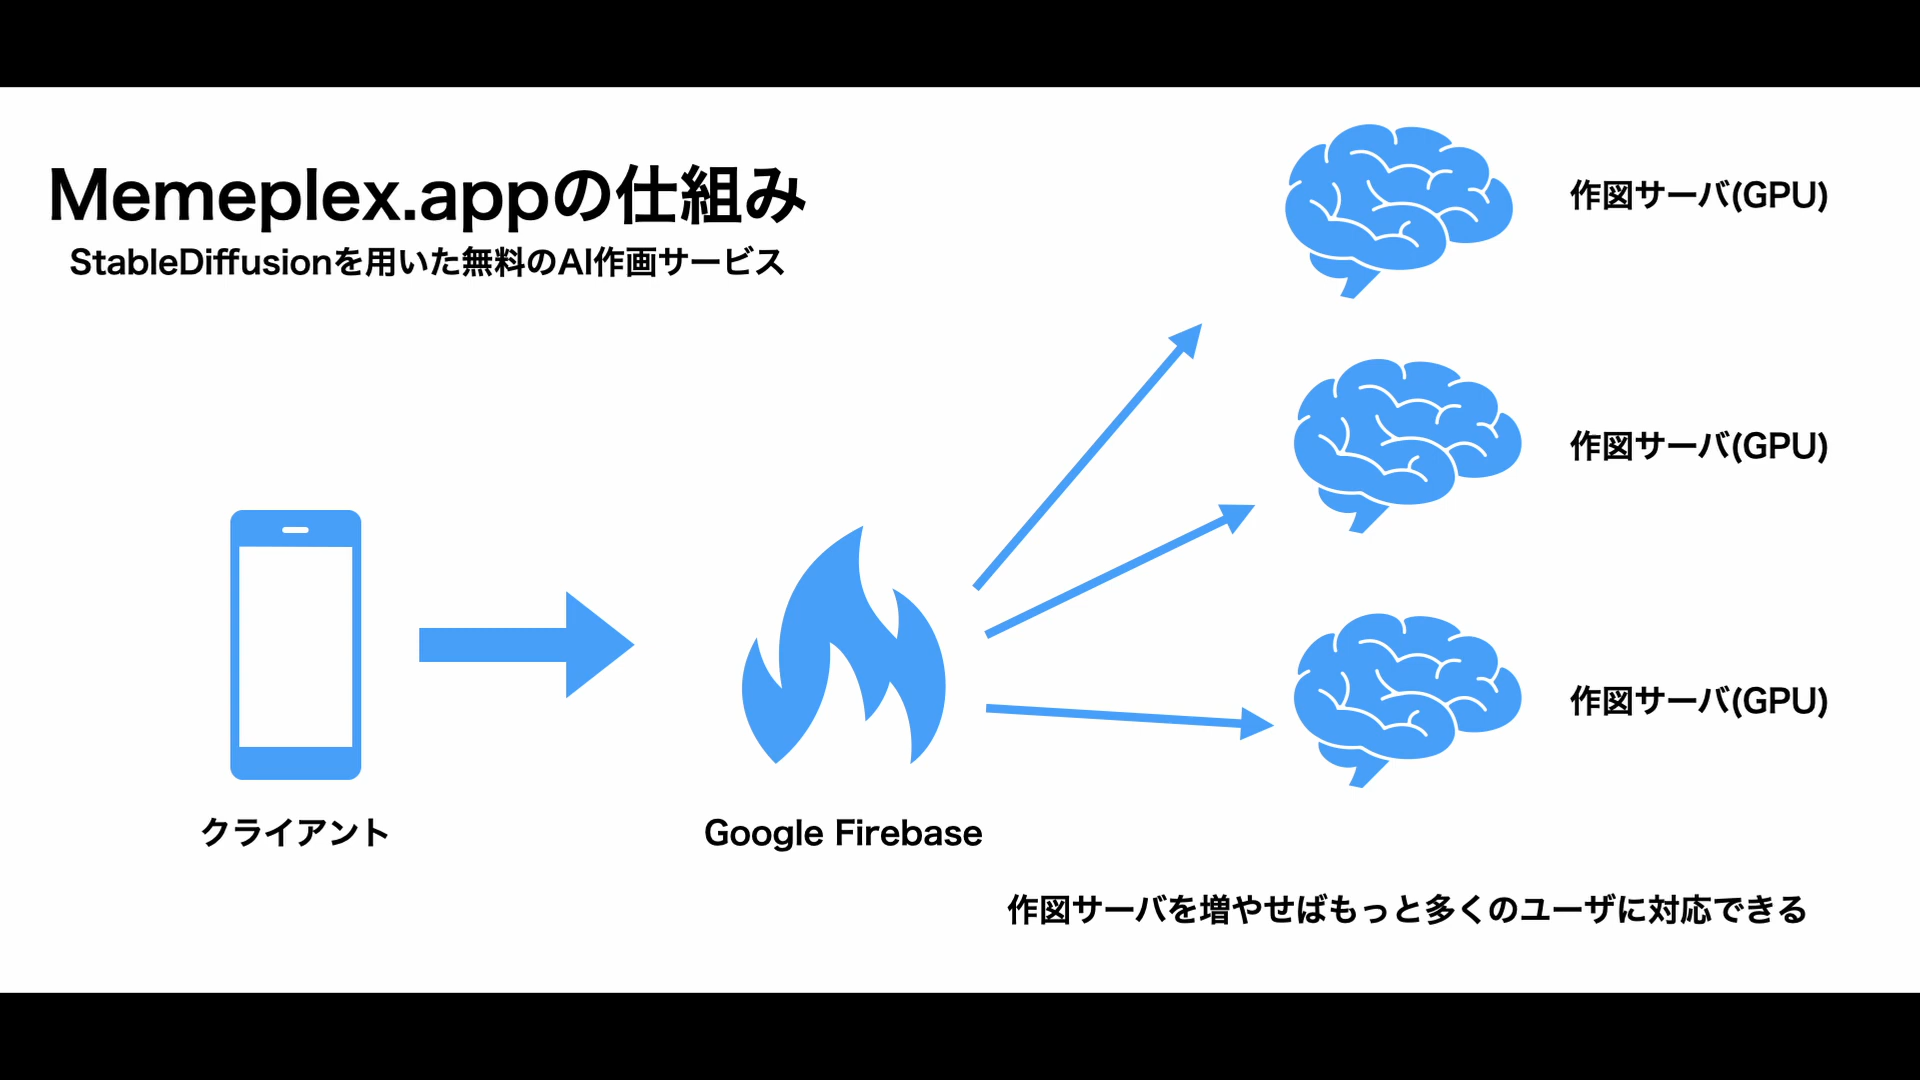 Memeplex.appの仕組み
StableDiffusionを用いた無料のAI作画サービス
作図サーバ(GPU)
作図サーバ(GPU)
作図サーバ(GPU)
クライアント
Google Firebase
作図サーバを増やせばもっと多くのユーザに対応できる